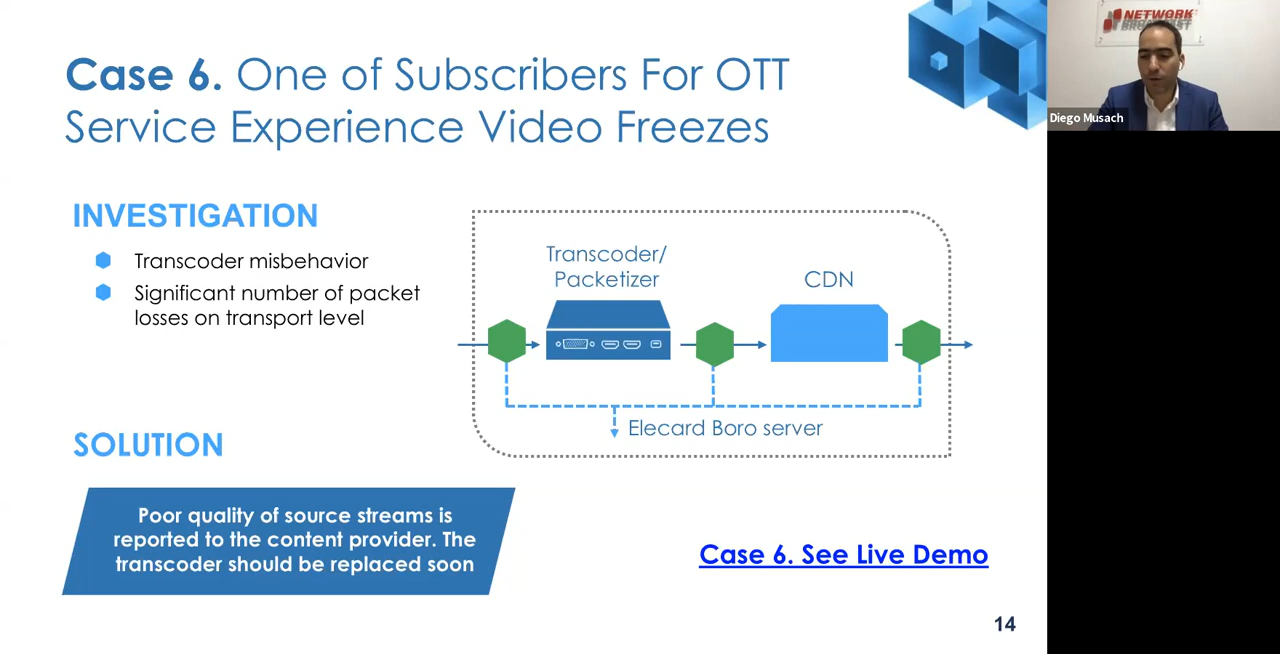 Case 6. One of Subscribers For OTT
Service Experience Video Freezes
INVESTIGATION
Transcoder misbehavior
Significant number of packet
losses on transport level
Transcoder/
Packetizer
CDN
Elecard Boro server
SOLUTION
Poor quality of source streams is
reported to the content provider. The
transcoder should be replaced soon
Case 6. See Live Demo
14
NETWORK
BROADCAST
Diego Musach